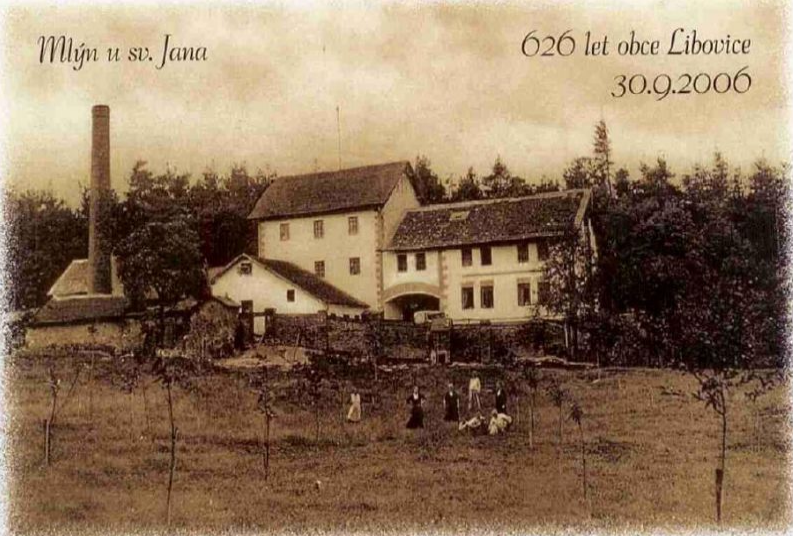 Mlýn u sv. Jana
626 let obce Libovice
30.9.2006